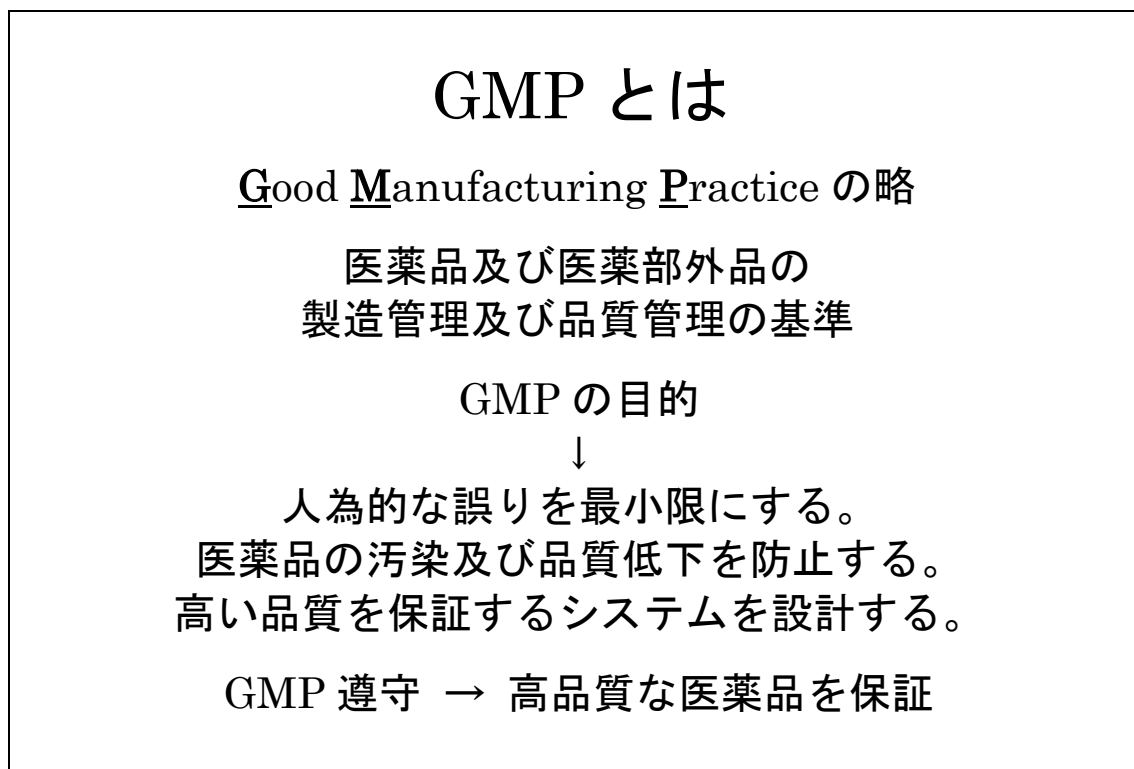 GMP とは
Good Manufacturing Practice の略
医薬品及び医薬部外品の
製造管理及び品質管理の基準
GMP の目的
↓
人為的な誤りを最小限にする。
医薬品の汚染及び品質低下を防止する。
高い品質を保証するシステムを設計する。
GMP 遵守 → 高品質な医薬品を保証